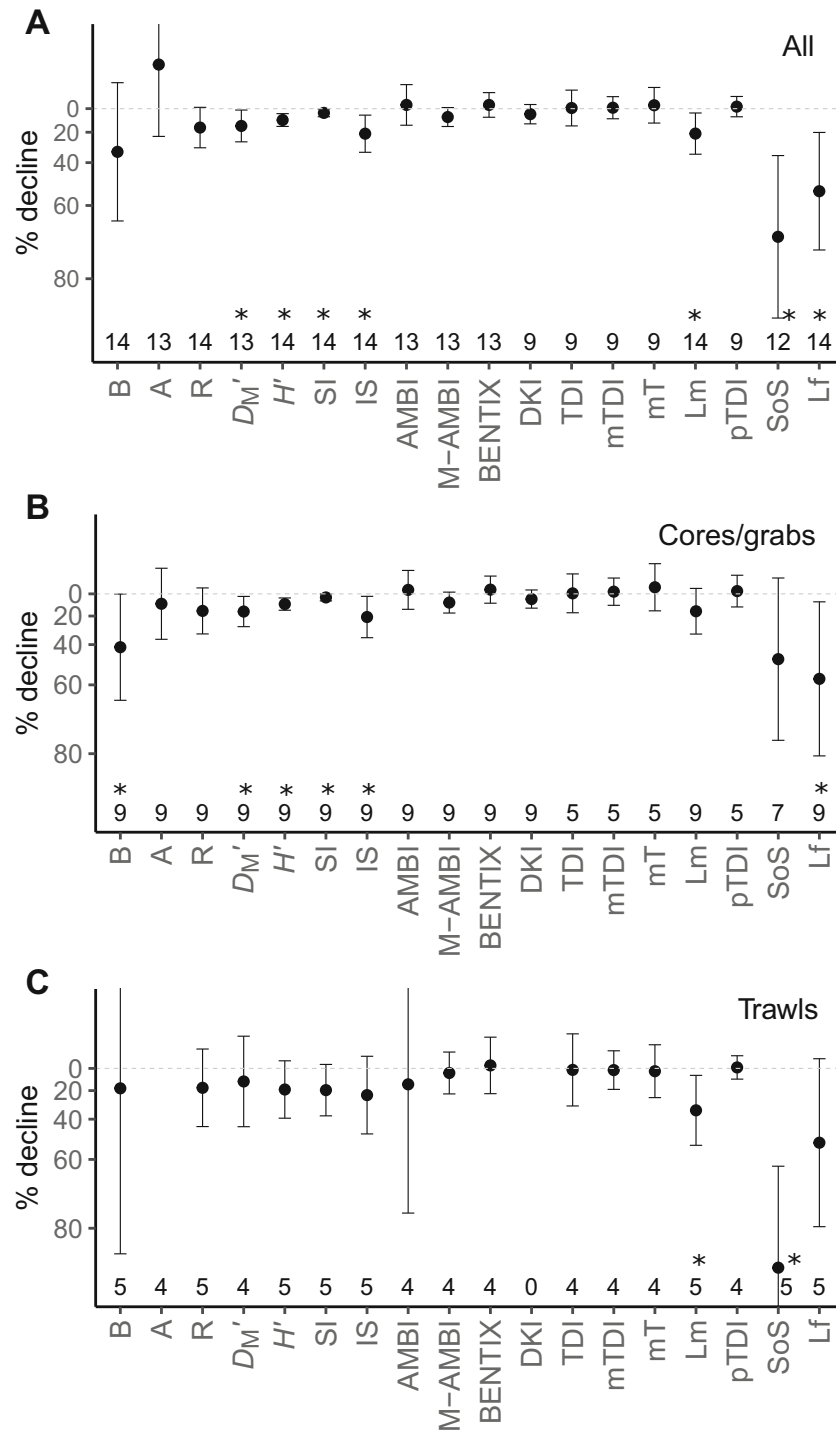 A
All
% decline
0
20
40
60
80
* * * * * * *
14 13 14 13 14 14 14 13 13 13 9 9 9 9 14 9 12 14
B A R DM′ H′ SI IS AMBI M−AMBI BENTIX DKI TDI mTDI mT Lm pTDI SoS Lf
B
Cores/grabs
% decline
0
20
40
60
80
* * * * * *
9 9 9 9 9 9 9 9 9 9 9 5 5 5 9 5 7 9
B A R DM′ H′ SI IS AMBI M−AMBI BENTIX DKI TDI mTDI mT Lm pTDI SoS Lf
C
Trawls
% decline
0
20
40
60
80
* *
5 4 5 4 5 5 5 4 4 4 0 4 4 4 5 4 5 5
B A R DM′ H′ SI IS AMBI M−AMBI BENTIX DKI TDI mTDI mT Lm pTDI SoS Lf